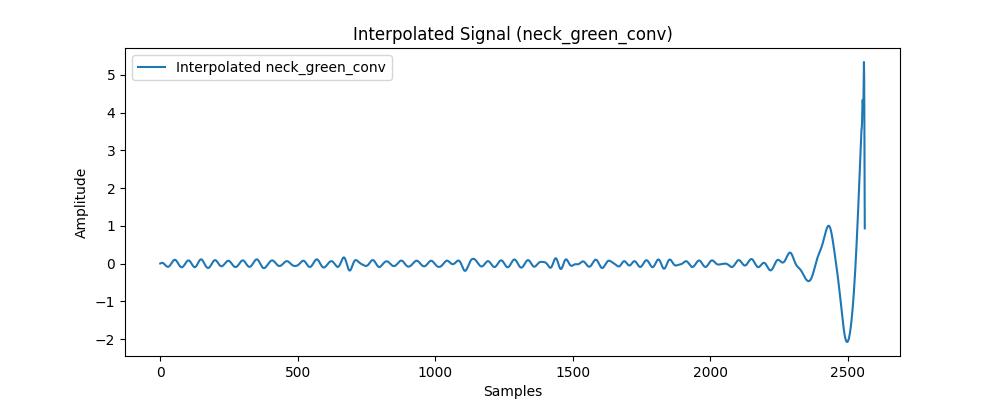 Interpolated Signal (neck_green_conv)
Interpolated neck_green_conv
5
4
3
2
1
0
−1
−2
Amplitude
0 500 1000 1500 2000 2500
Samples